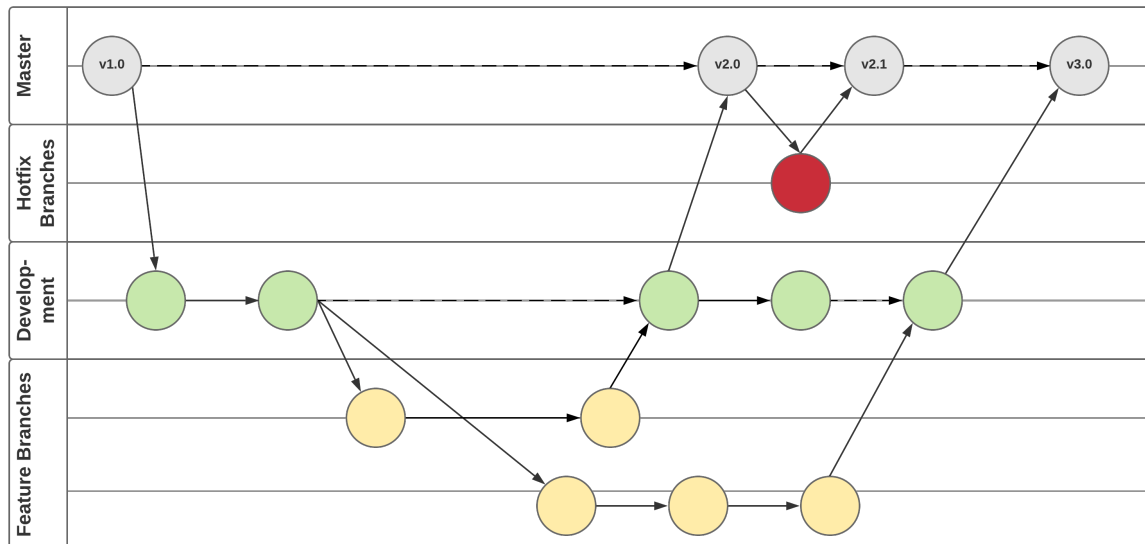 Master
v1.0
v2.0
v2.1
v3.0
Hotfix
Branches
Develop-
ment
Feature Branches